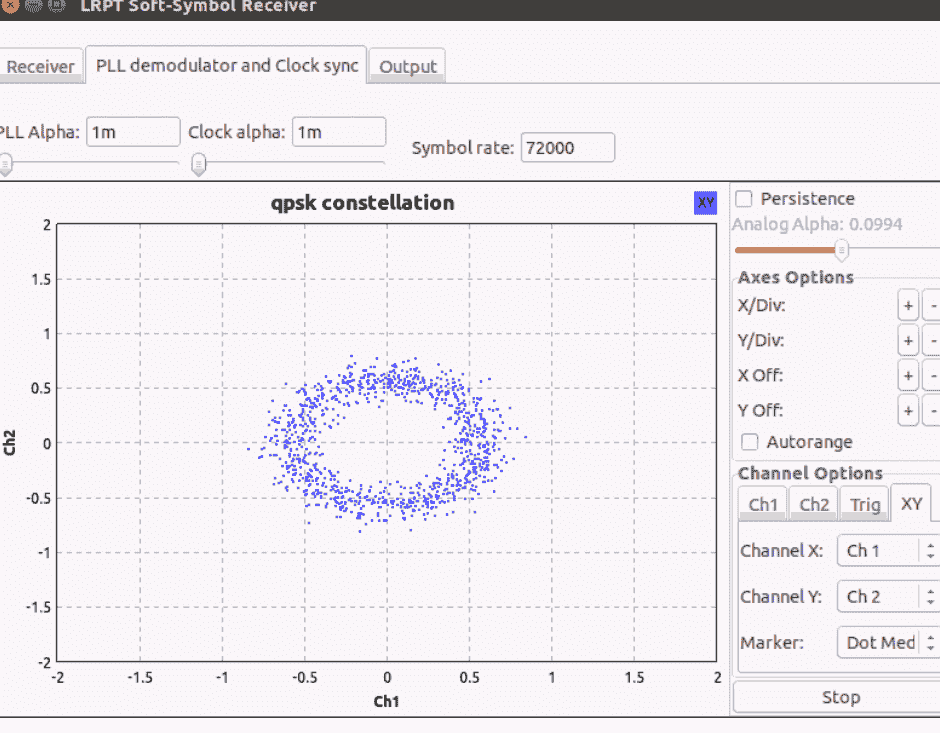 LRPT Soft-Symbol Receiver
Receiver PLL demodulator and Clock sync Output
PLL Alpha: 1m Clock alpha: 1m
Symbol rate: 72000
qpsk constellation
XY
2
1.5
1
0.5
0
-0.5
-1
-1.5
-2
Ch2
-2 -1.5 -1 -0.5 0 0.5 1 1.5 2
Ch1
Persistence
Analog Alpha: 0.0994
Axes Options
X/Div: + -
Y/Div: + -
X Off: + -
Y Off: + -
Autorange
Channel Options
Ch1 Ch2 Trig XY
Channel X: Ch 1
Channel Y: Ch 2
Marker: Dot Med
Stop